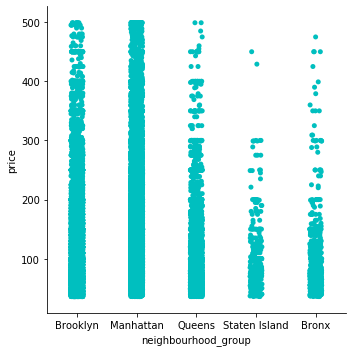 500
400
300
200
100
price
Brooklyn Manhattan Queens Staten Island Bronx
neighbourhood_group